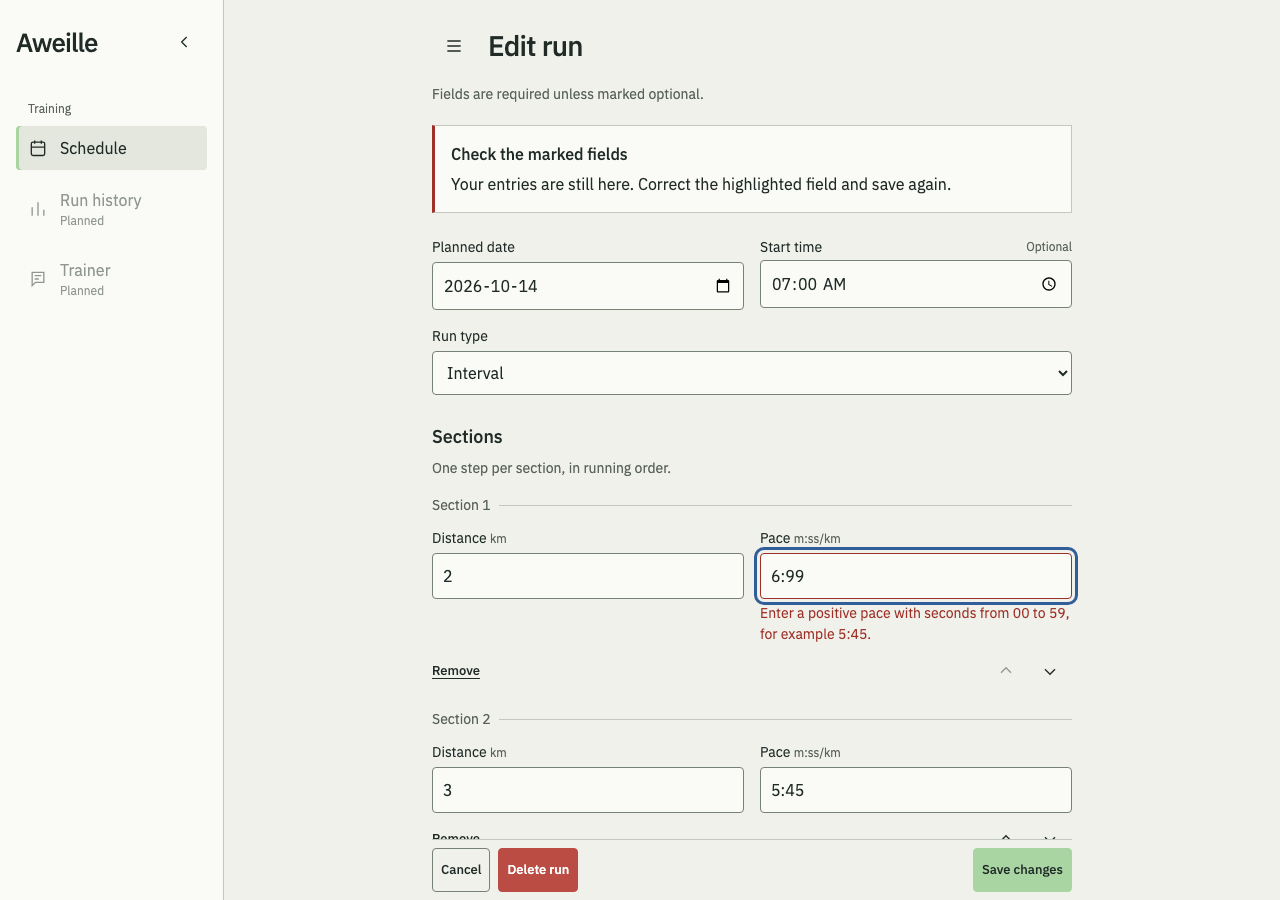 Aweille
Training
Schedule
Run history
Planned
Trainer
Planned
Edit run
Fields are required unless marked optional.
Check the marked fields
Your entries are still here. Correct the highlighted field and save again.
Planned date
Start time Optional
2026-10-14
07:00 AM
Run type
Interval
Sections
One step per section, in running order.
Section 1
Distance km
Pace m:ss/km
2
6:99
Enter a positive pace with seconds from 00 to 59,
for example 5:45.
Remove
Section 2
Distance km
Pace m:ss/km
3
5:45
Remove
Cancel
Delete run
Save changes